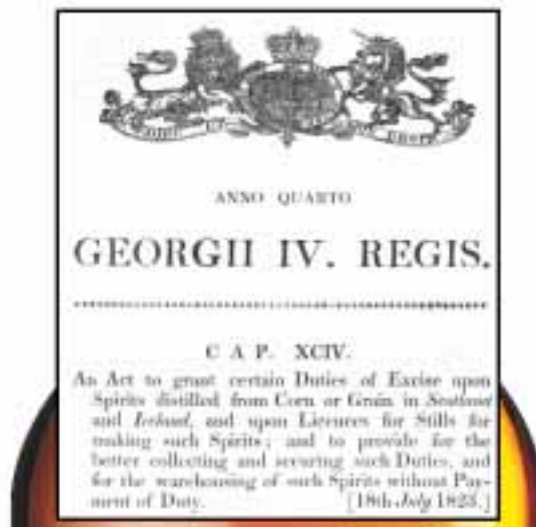 ANNO QUARTO
GEORGII IV. REGIS.
C A P. XCIV.
An Act to grant certain Duties of Excise upon
Spirits distilled from Corn or Grain in Scotland
and Ireland, and upon Licences for Stills for
making such Spirits; and to provide for the
better collecting and securing such Duties, and
for the warehousing of such Spirits without Pay-
ment of Duty. [18th July 1823.]